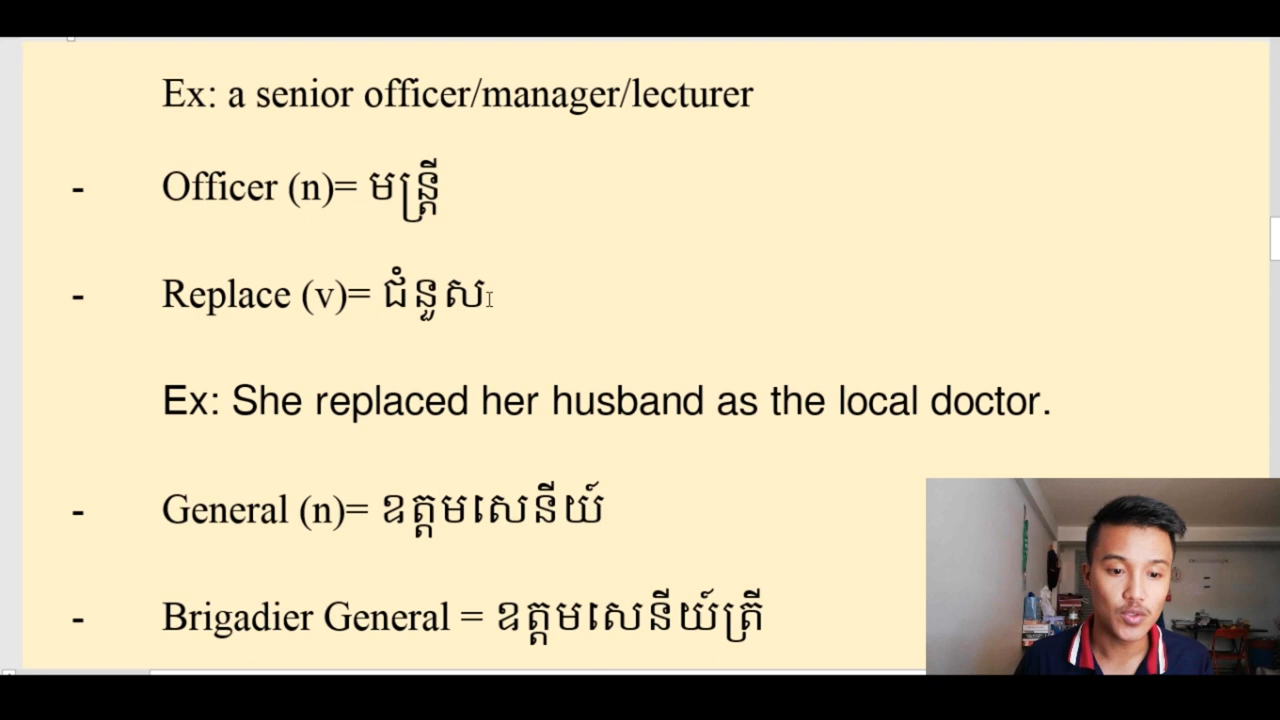 Ex: a senior officer/manager/lecturer
- Officer (n)= មន្ត្រី
- Replace (v)= ជំនួស
Ex: She replaced her husband as the local doctor.
- General (n)= ឧត្តមសេនីយ៍
- Brigadier General = ឧត្តមសេនីយ៍ត្រី